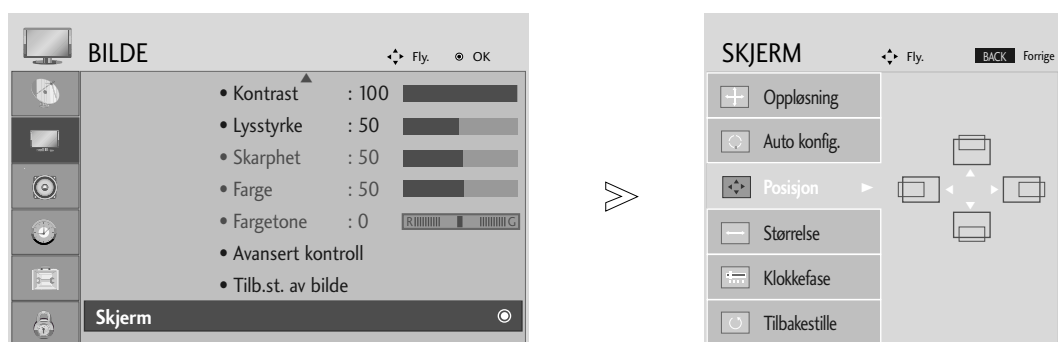 BILDE Fly. OK
• Kontrast : 100
• Lysstyrke : 50
• Skarphet : 50
• Farge : 50
• Fargetone : 0 R G
• Avansert kontroll
• Tilb.st. av bilde
Skjerm
SKJERM Fly. BACK Forrige
Oppløsning
Auto konfig.
Posisjon
Størrelse
Klokkefase
Tilbakestille